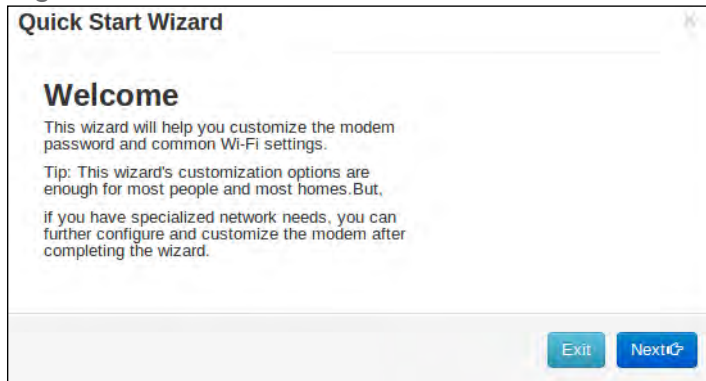 Quick Start Wizard
Welcome
This wizard will help you customize the modem
password and common Wi-Fi settings.
Tip: This wizard's customization options are
enough for most people and most homes.But,
if you have specialized network needs, you can
further configure and customize the modem after
completing the wizard.
Exit
Next